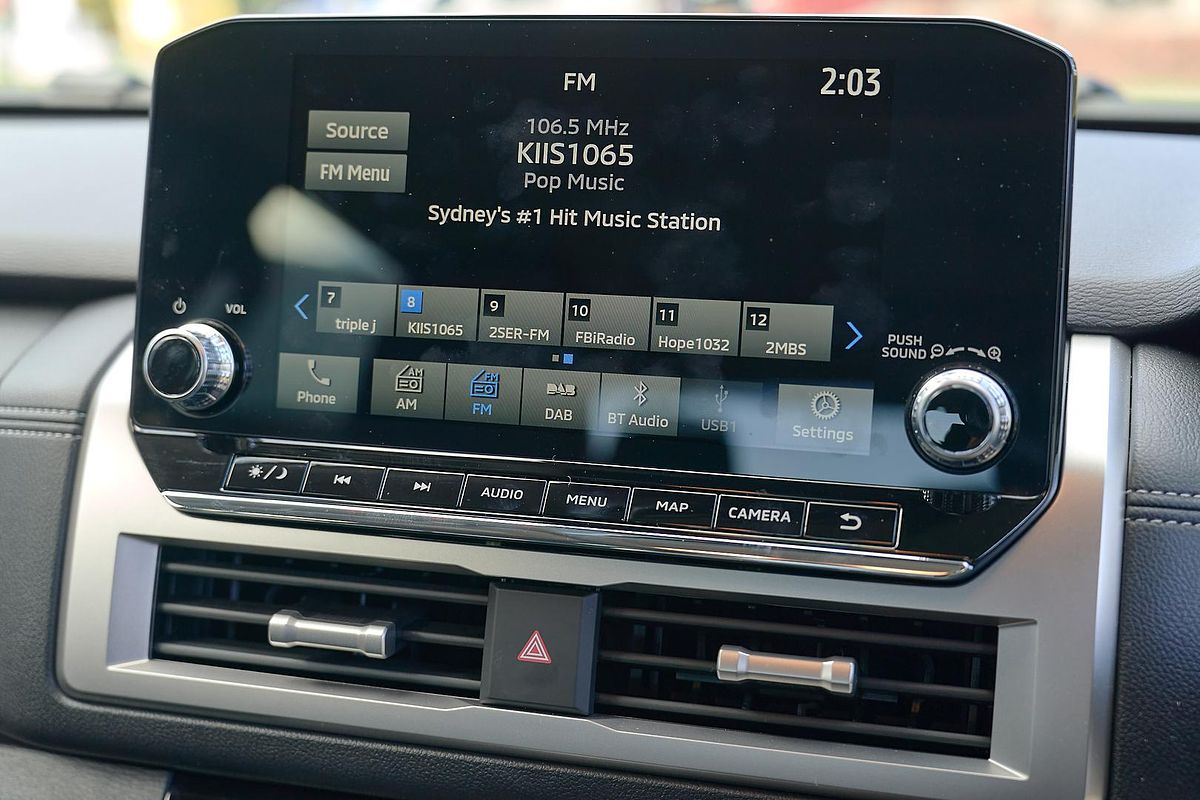 FM
2:03
Source
106.5 MHz
KIIS1065
FM Menu
Pop Music
Sydney's #1 Hit Music Station
7
triple j
8
KIIS1065
9
2SER-FM
10
FBiRadio
11
Hope1032
12
2MBS
VOL
PUSH
SOUND
Phone
AM
AM
FM
FM
DAB
DAB
BT Audio
USB1
Settings
AUDIO
MENU
MAP
CAMERA